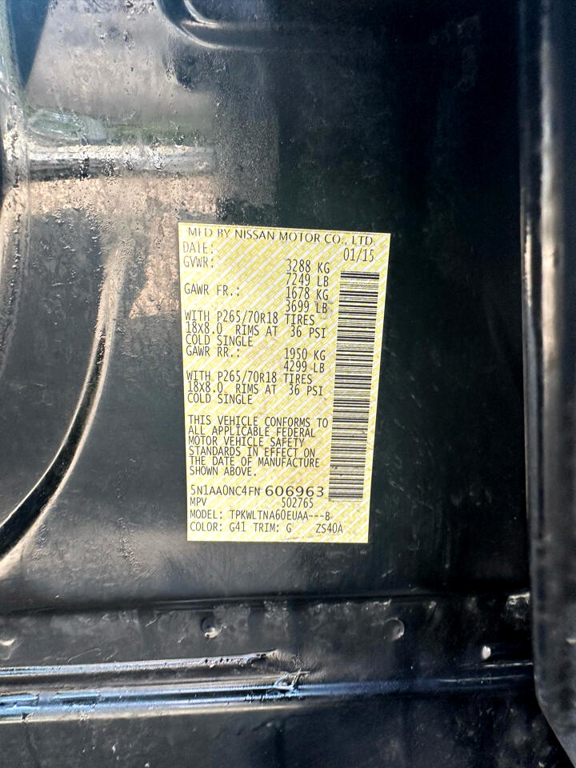 MFD BY NISSAN MOTOR CO., LTD.
DATE: 01/15
GVWR: 3288 KG
7249 LB
GAWR FR.: 1678 KG
3699 LB
WITH P265/70R18 TIRES
18X8.0 RIMS AT 36 PSI
COLD SINGLE
GAWR RR.: 1950 KG
4299 LB
WITH P265/70R18 TIRES
18X8.0 RIMS AT 36 PSI
COLD SINGLE
THIS VEHICLE CONFORMS TO
ALL APPLICABLE FEDERAL
MOTOR VEHICLE SAFETY
STANDARDS IN EFFECT ON
THE DATE OF MANUFACTURE
SHOWN ABOVE.
5N1AA0NC4FN606963
MPV 502765
MODEL: TPKWLTNA60EUAA---B
COLOR: G41 TRIM: G ZS40A